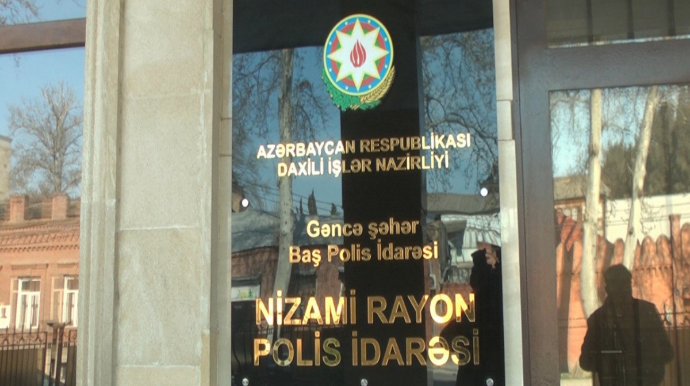 AZƏRBAYCAN RESPUBLİKASI
DAXİLİ İŞLƏR NAZİRLİYİ
Gəncə şəhər
Baş Polis İdarəsi
NİZAMİ RAYON
POLİS İDARƏSİ